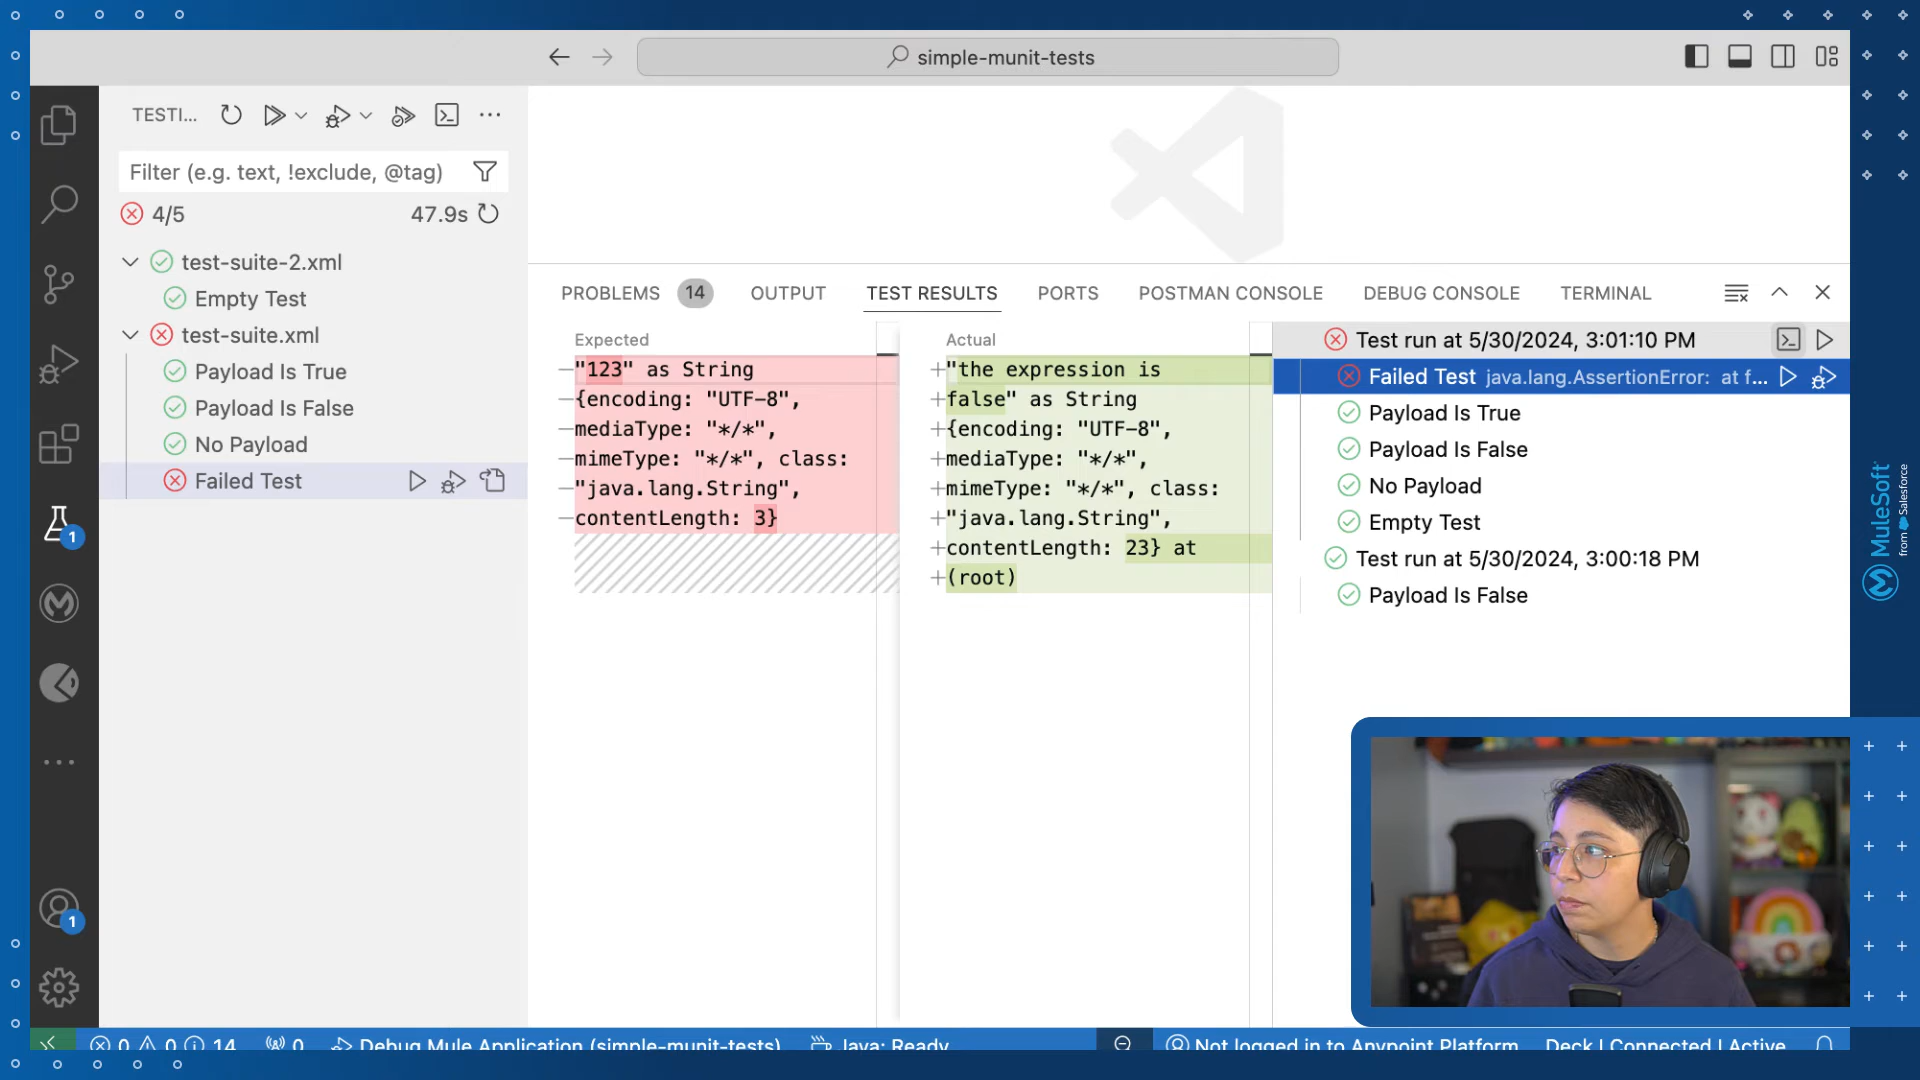 simple-munit-tests
TESTI...
Filter (e.g. text, !exclude, @tag)
4/5
47.9s
test-suite-2.xml
Empty Test
test-suite.xml
Payload Is True
Payload Is False
No Payload
Failed Test
1
1
PROBLEMS 14 OUTPUT TEST RESULTS PORTS POSTMAN CONSOLE DEBUG CONSOLE TERMINAL
Expected
—"123" as String
—{encoding: "UTF-8",
—mediaType: "*/*",
—mimeType: "*/*", class:
—"java.lang.String",
—contentLength: 3}
Actual
+"the expression is
+false" as String
+{encoding: "UTF-8",
+mediaType: "*/*",
+mimeType: "*/*", class:
+"java.lang.String",
+contentLength: 23} at
+(root)
Test run at 5/30/2024, 3:01:10 PM
Failed Test java.lang.AssertionError: at f...
Payload Is True
Payload Is False
No Payload
Empty Test
Test run at 5/30/2024, 3:00:18 PM
Payload Is False
MuleSoft
from Salesforce
0 0 14 0 Debug Mule Application (simple-munit-tests) Java: Ready Not logged in to Anypoint Platform Deck | Connected | Active